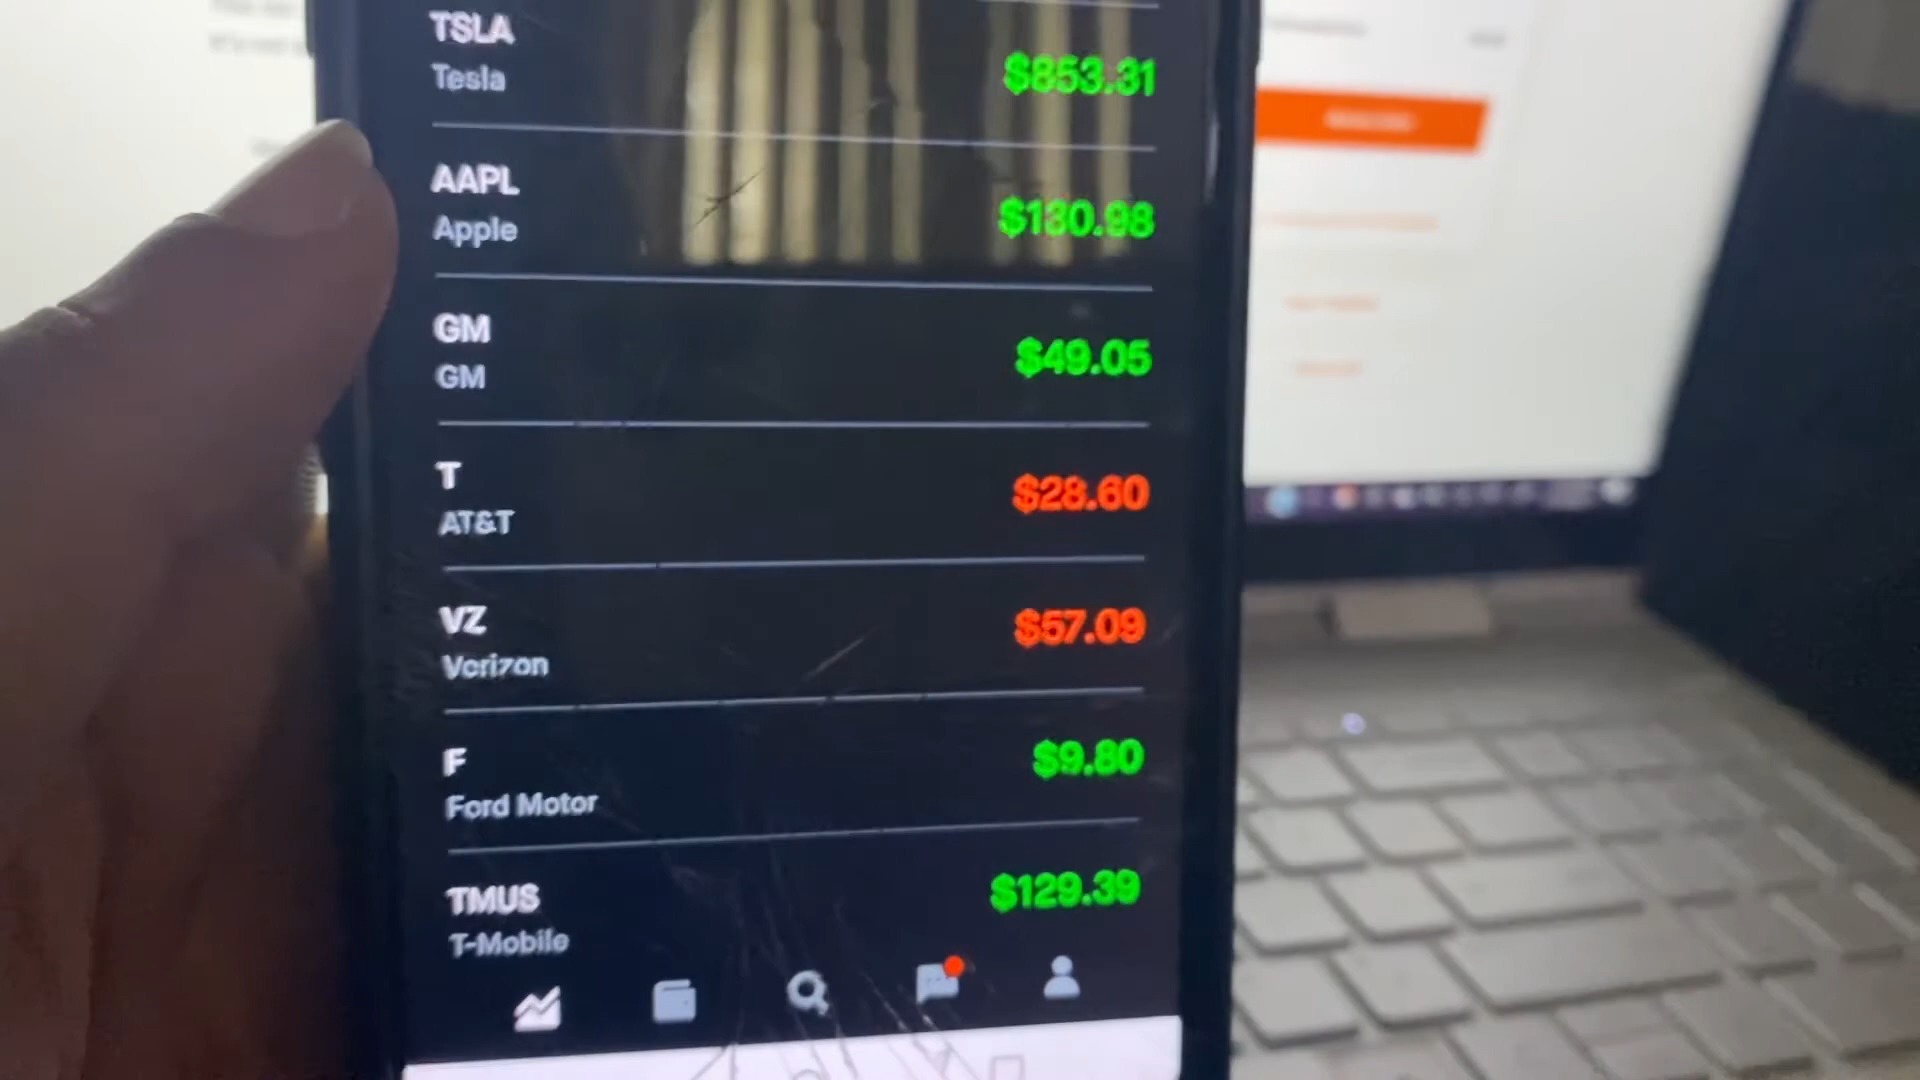 TSLA
Tesla
$853.31
AAPL
Apple
$130.98
GM
GM
$49.05
T
AT&T
$28.60
VZ
Verizon
$57.09
F
Ford Motor
$9.80
TMUS
T-Mobile
$129.39